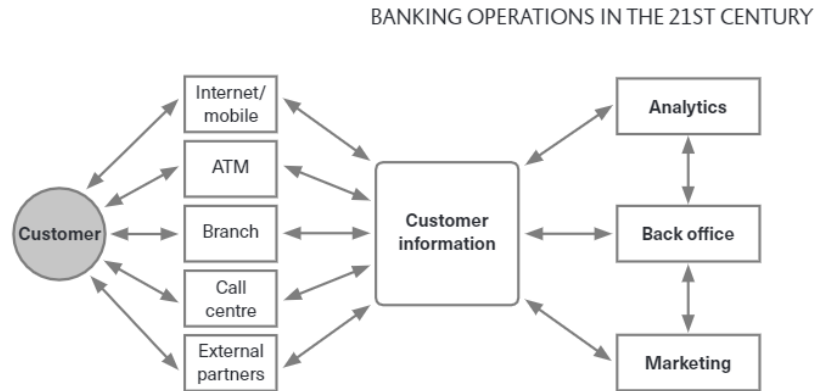 BANKING OPERATIONS IN THE 21ST CENTURY
Internet/
mobile
ATM
Customer
Branch
Call
centre
External
partners
Customer
information
Analytics
Back office
Marketing